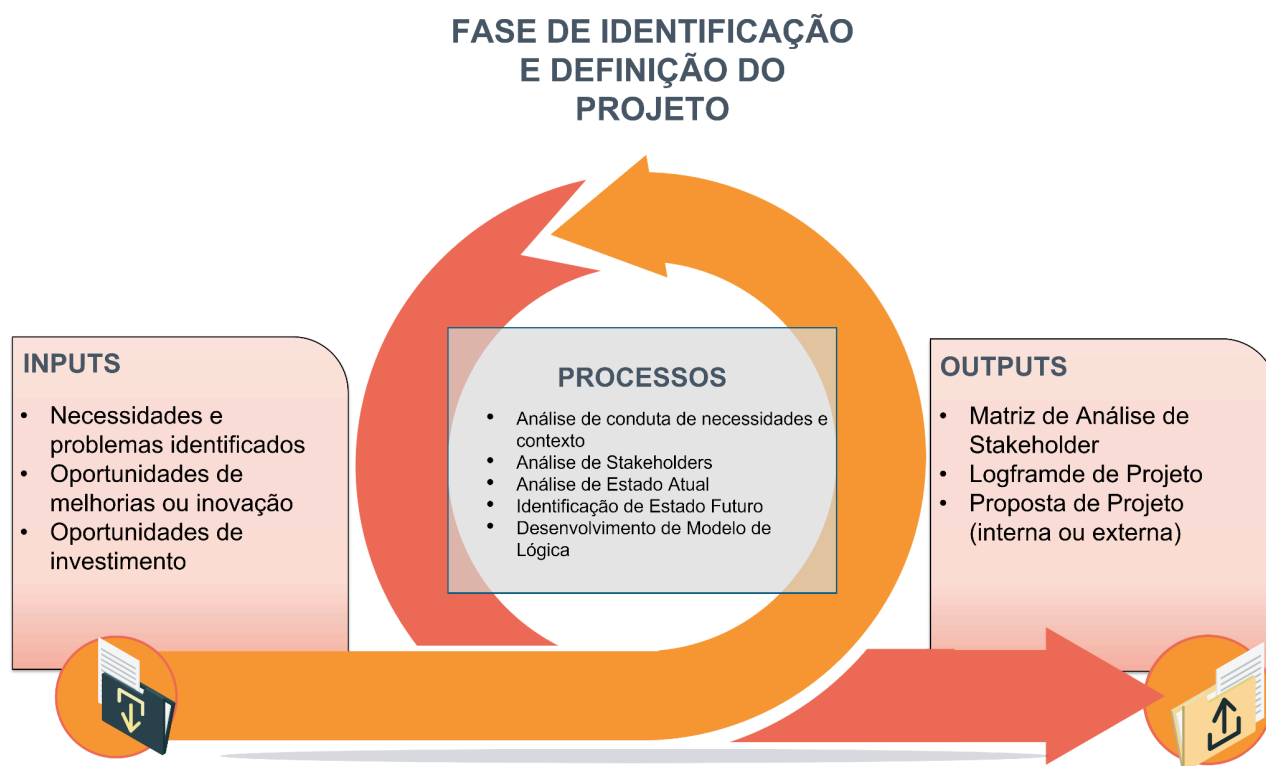 FASE DE IDENTIFICAÇÃO
E DEFINIÇÃO DO
PROJETO
INPUTS
• Necessidades e
problemas identificados
• Oportunidades de
melhorias ou inovação
• Oportunidades de
investimento
PROCESSOS
• Análise de conduta de necessidades e
contexto
• Análise de Stakeholders
• Análise de Estado Atual
• Identificação de Estado Futuro
• Desenvolvimento de Modelo de
Lógica
OUTPUTS
• Matriz de Análise de
Stakeholder
• Logframde de Projeto
• Proposta de Projeto
(interna ou externa)